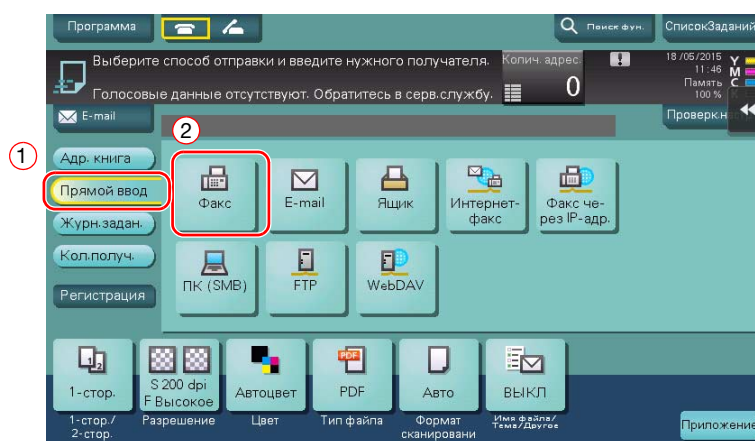 Программа
Поиск фун.
СписокЗаданий
Выберите способ отправки и введите нужного получателя.
Голосовые данные отсутствуют. Обратитесь в серв.службу.
Колич. адрес.
0
18/05/2015
11:46
Память
100 %
Y
M
C
K
E-mail
Проверк.н
1
2
Адр. книга
Прямой ввод
Журн.задан.
Кол.получ.
Регистрация
Факс
E-mail
Ящик
Интернет-
факс
Факс че-
рез IP-адр.
ПК (SMB)
FTP
WebDAV
1-стор.
S 200 dpi
F Высокое
Автоцвет
PDF
PDF
Авто
ВЫКЛ
1-стор./
2-стор.
Разрешение
Цвет
Тип файла
Формат
сканировани
Имя файла/
Тема/Другое
Приложение